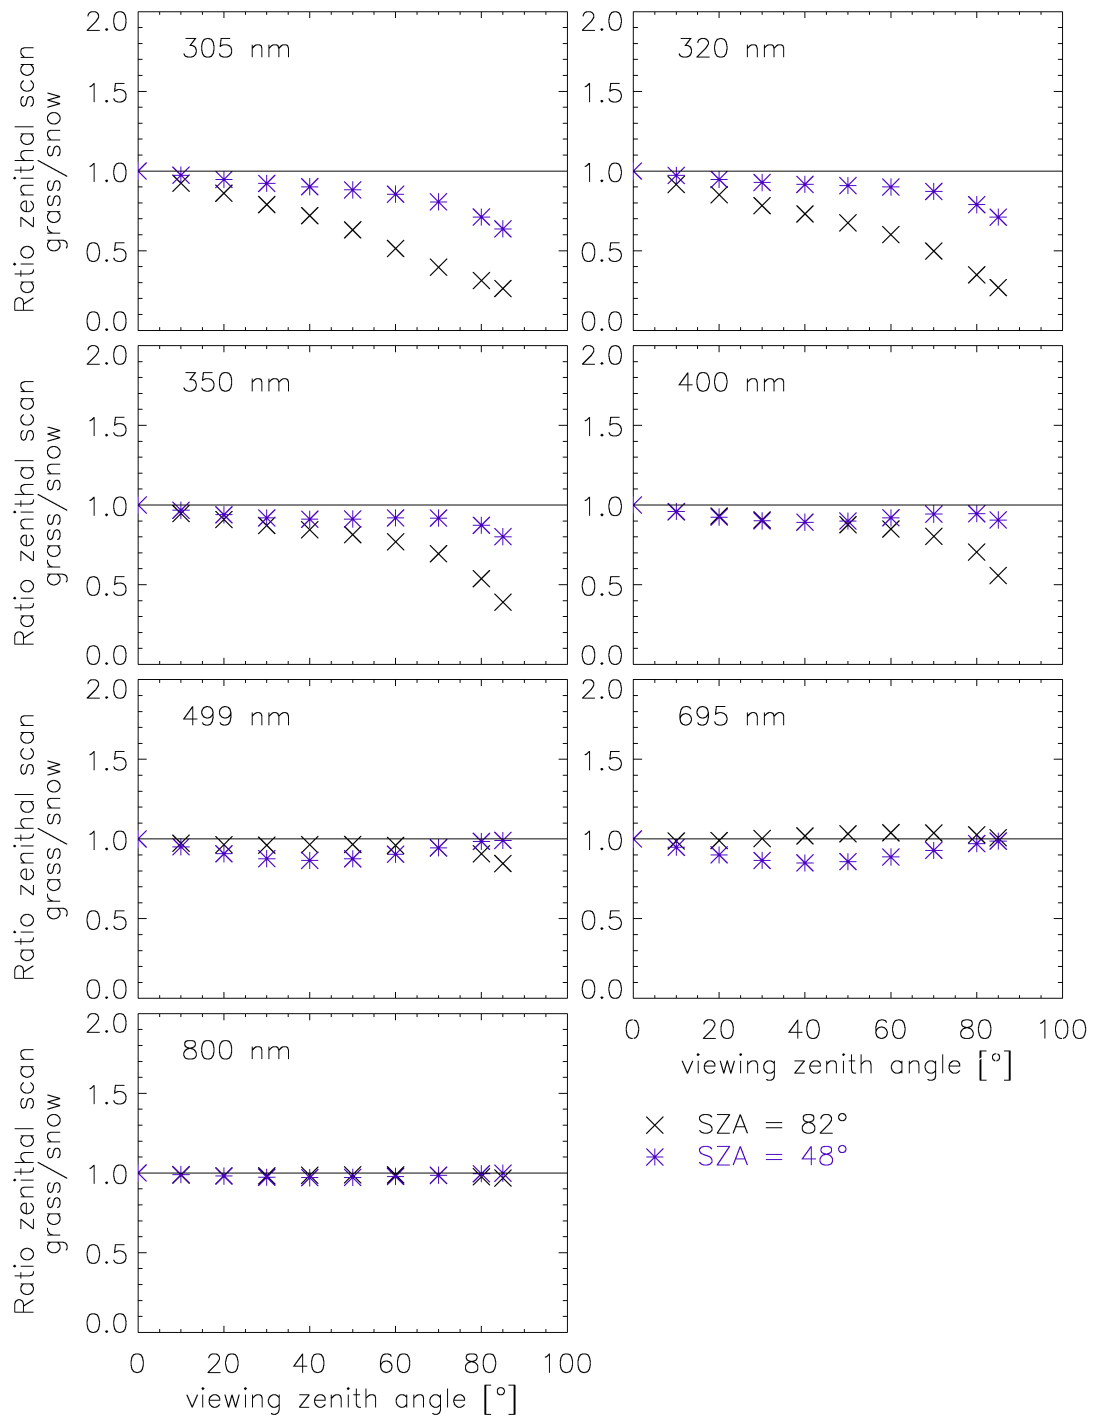 305 nm
320 nm
2.0
1.5
1.0
0.5
0.0
Ratio zenithal scan
grass/snow
2.0
1.5
1.0
0.5
0.0
350 nm
400 nm
2.0
1.5
1.0
0.5
0.0
Ratio zenithal scan
grass/snow
2.0
1.5
1.0
0.5
0.0
499 nm
695 nm
2.0
1.5
1.0
0.5
0.0
Ratio zenithal scan
grass/snow
2.0
1.5
1.0
0.5
0.0
0 20 40 60 80 100
viewing zenith angle [°]
800 nm
2.0
1.5
1.0
0.5
0.0
Ratio zenithal scan
grass/snow
0 20 40 60 80 100
viewing zenith angle [°]
SZA = 82°
SZA = 48°